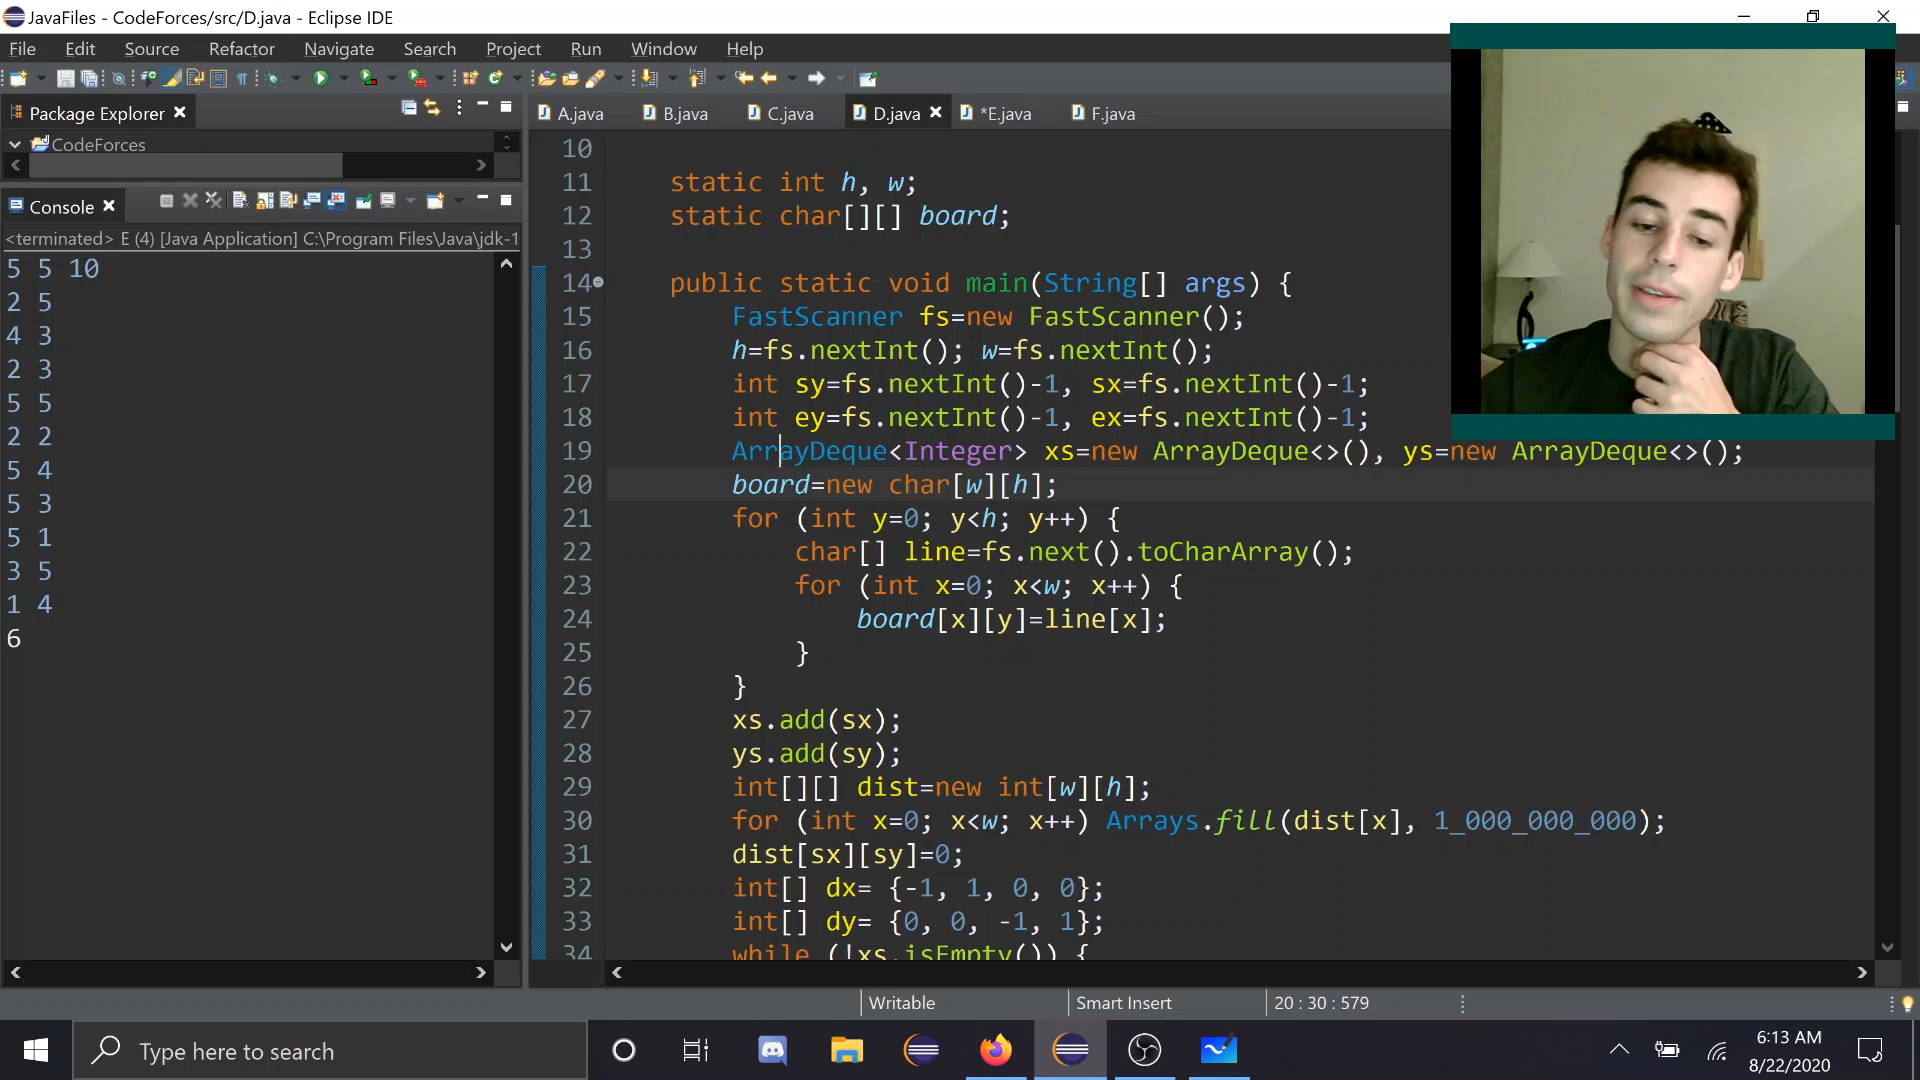 JavaFiles - CodeForces/src/D.java - Eclipse IDE
File Edit Source Refactor Navigate Search Project Run Window Help
Package Explorer
CodeForces
Console
<terminated> E (4) [Java Application] C:\Program Files\Java\jdk-1
5 5 10
2 5
4 3
2 3
5 5
2 2
5 4
5 3
5 1
3 5
1 4
6
A.java B.java C.java D.java *E.java F.java
10
11 static int h, w;
12 static char[][] board;
13
14 public static void main(String[] args) {
15 FastScanner fs=new FastScanner();
16 h=fs.nextInt(); w=fs.nextInt();
17 int sy=fs.nextInt()-1, sx=fs.nextInt()-1;
18 int ey=fs.nextInt()-1, ex=fs.nextInt()-1;
19 ArrayDeque<Integer> xs=new ArrayDeque<>(), ys=new ArrayDeque<>();
20 board=new char[w][h];
21 for (int y=0; y<h; y++) {
22 char[] line=fs.next().toCharArray();
23 for (int x=0; x<w; x++) {
24 board[x][y]=line[x];
25 }
26 }
27 xs.add(sx);
28 ys.add(sy);
29 int[][] dist=new int[w][h];
30 for (int x=0; x<w; x++) Arrays.fill(dist[x], 1_000_000_000);
31 dist[sx][sy]=0;
32 int[] dx= {-1, 1, 0, 0};
33 int[] dy= {0, 0, -1, 1};
34 while (!xs.isEmpty()) {
Writable Smart Insert 20 : 30 : 579
Type here to search
6:13 AM
8/22/2020